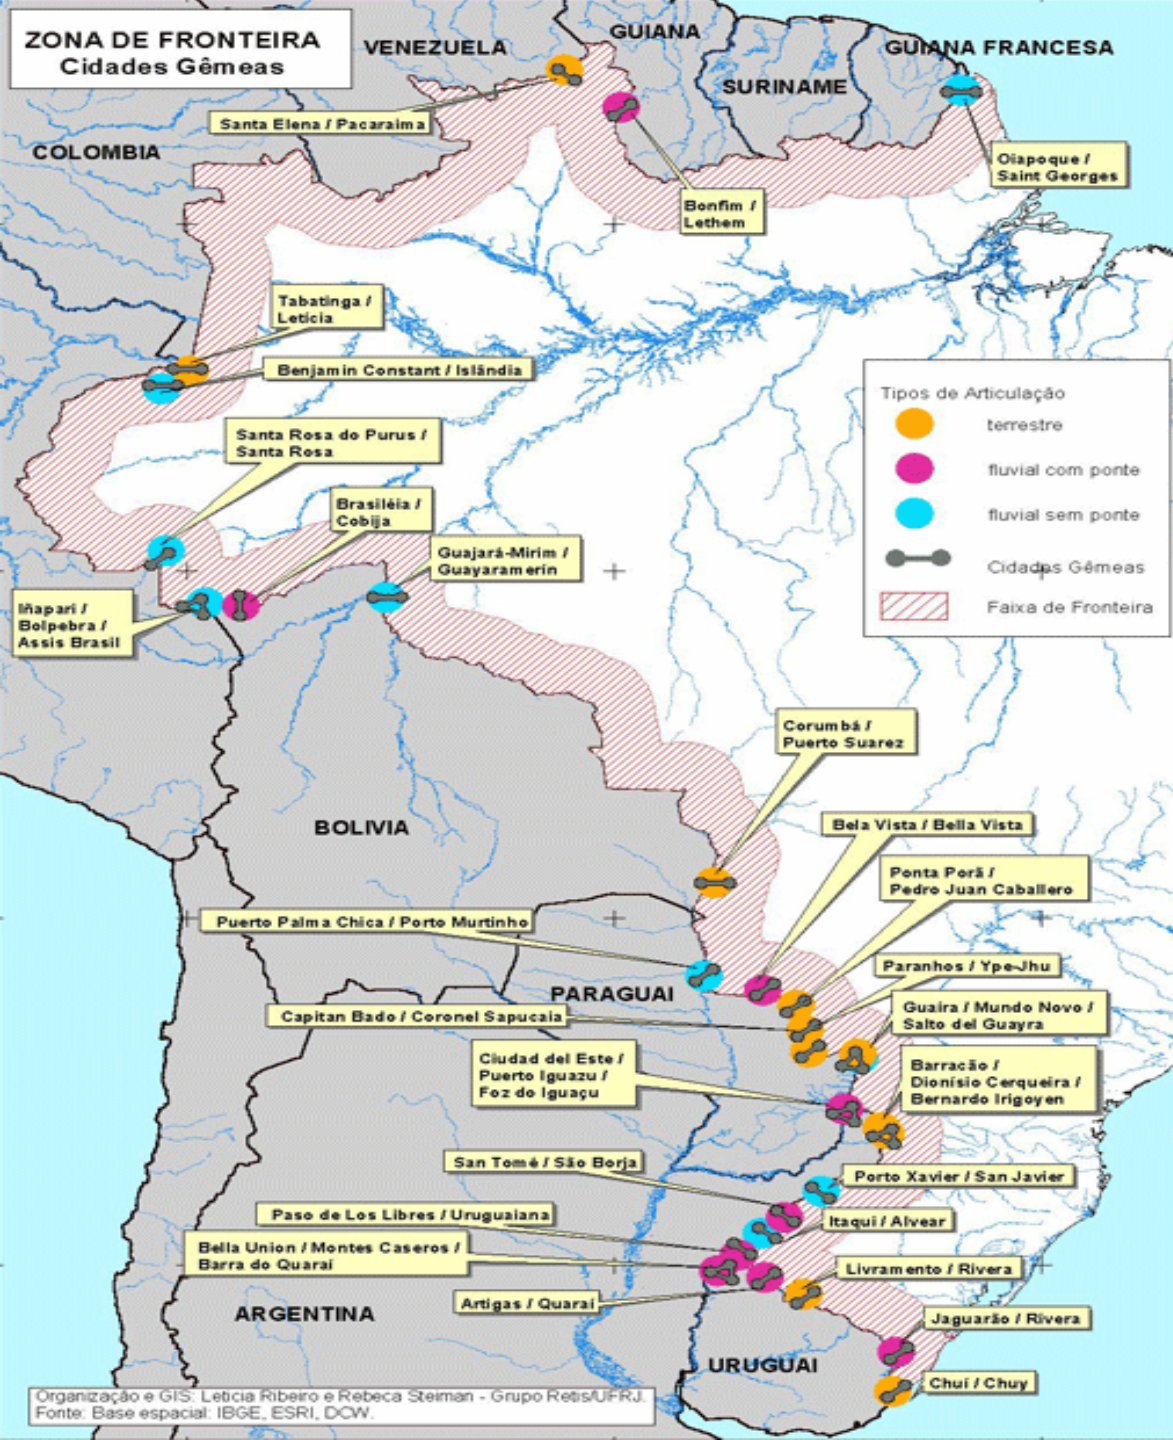 ZONA DE FRONTEIRA
Cidades Gêmeas
VENEZUELA
GUIANA
GUIANA FRANCESA
SURINAME
COLOMBIA
Santa Elena / Pacaraima
Oiapoque /
Saint Georges
Bonfim /
Lethem
Tabatinga /
Letícia
Benjamin Constant / Islândia
Tipos de Articulação
terrestre
fluvial com ponte
fluvial sem ponte
Cidades Gêmeas
Faixa de Fronteira
Santa Rosa do Purus /
Santa Rosa
Brasiléia /
Cobija
Guajará-Mirim /
Guayaramerín
Iñapari /
Bolpebra /
Assis Brasil
Corumbá /
Puerto Suarez
BOLIVIA
Bela Vista / Bella Vista
Ponta Porã /
Pedro Juan Caballero
Puerto Palma Chica / Porto Murtinho
Paranhos / Ype-Jhu
PARAGUAI
Capitan Bado / Coronel Sapucaia
Guaira / Mundo Novo /
Salto del Guayra
Ciudad del Este /
Puerto Iguazu /
Foz do Iguaçu
Barracão /
Dionísio Cerqueira /
Bernardo Irigoyen
San Tomé / São Borja
Porto Xavier / San Javier
Paso de Los Libres / Uruguaiana
Itaqui / Alvear
Bella Union / Montes Caseros /
Barra do Quaraí
Livramento / Rivera
Artigas / Quaraí
ARGENTINA
Jaguarão / Rivera
URUGUAI
Chuí / Chuy
Organização e GIS: Leticia Ribeiro e Rebeca Steiman - Grupo Retis/UFRJ.
Fonte: Base espacial: IBGE, ESRI, DCW.